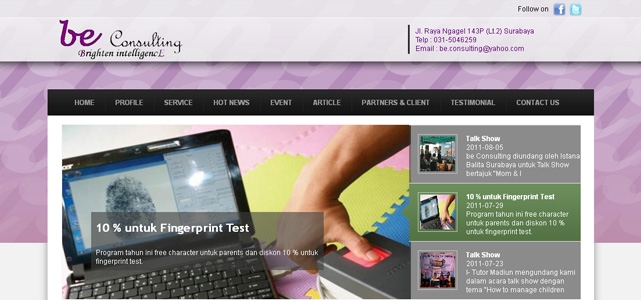 Follow on
be Consulting
Brighten intelligencE
Jl. Raya Ngagel 143P (Lt.2) Surabaya
Telp : 031-5046259
Email : be.consulting@yahoo.com
HOME PROFILE SERVICE HOT NEWS EVENT ARTICLE PARTNERS & CLIENT TESTIMONIAL CONTACT US
10 % untuk Fingerprint Test
Program tahun ini free character untuk parents dan diskon 10 % untuk
fingerprint test.
Talk Show
2011-08-05
be Consulting diundang oleh Istana
Balita Surabaya untuk Talk Show
bertajuk "Mom & I
10 % untuk Fingerprint Test
2011-07-29
Program tahun ini free character
untuk parents dan diskon 10 %
untuk fingerprint test.
Talk Show
2011-07-23
I- Tutor Madiun mengundang kami
dalam acara talk show dengan
tema "How to manage children